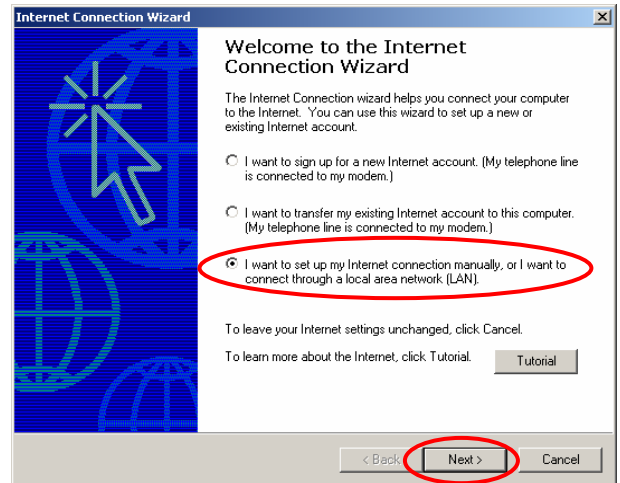 Internet Connection Wizard
Welcome to the Internet
Connection Wizard
The Internet Connection wizard helps you connect your computer
to the Internet. You can use this wizard to set up a new or
existing Internet account.
I want to sign up for a new Internet account. (My telephone line
is connected to my modem.)
I want to transfer my existing Internet account to this computer.
(My telephone line is connected to my modem.)
I want to set up my Internet connection manually, or I want to
connect through a local area network (LAN).
To leave your Internet settings unchanged, click Cancel.
To learn more about the Internet, click Tutorial.
Tutorial
< Back
Next >
Cancel